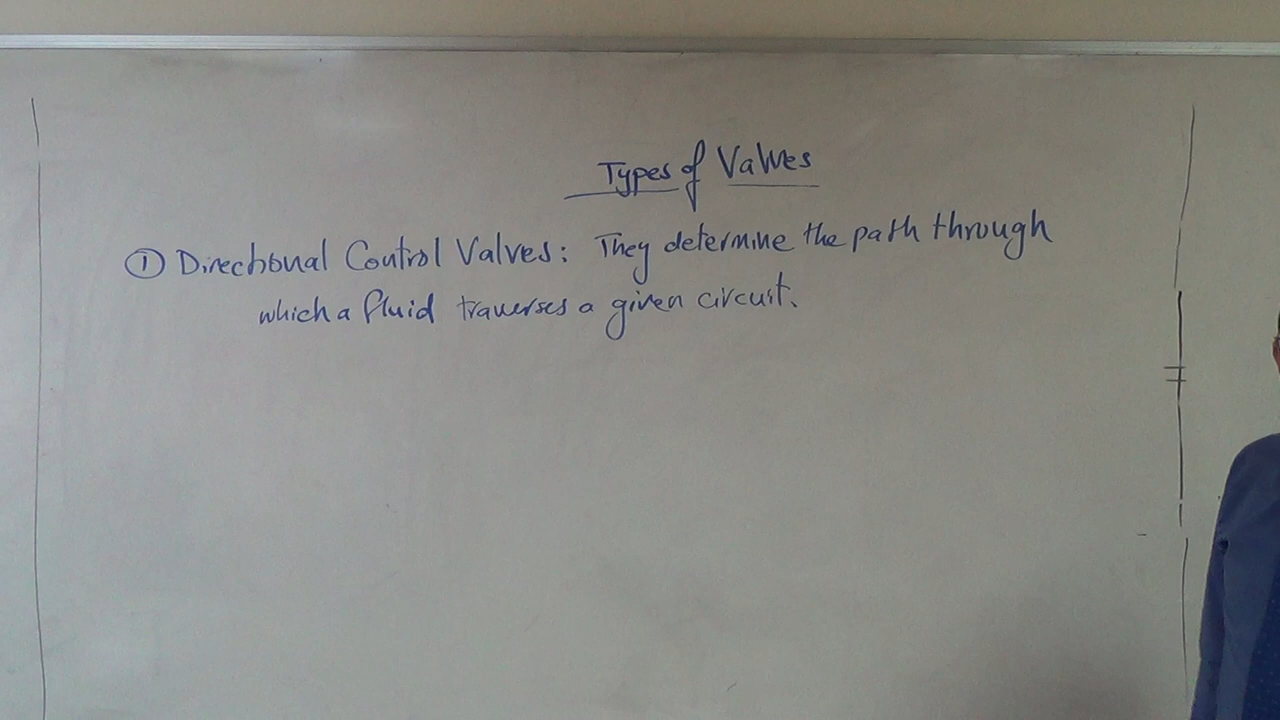 Types of Valves
① Directional Control Valves: They determine the path through
which a fluid traverses a given circuit.